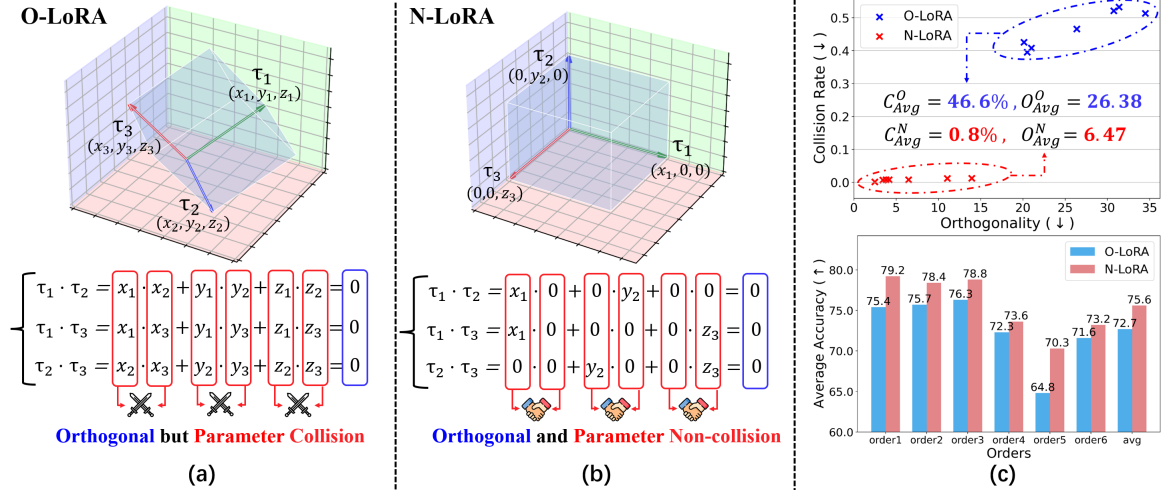 O-LoRA
τ₁
(x₁, y₁, z₁)
τ₃
(x₃, y₃, z₃)
τ₂
(x₂, y₂, z₂)
τ₁ · τ₂ = x₁ · x₂ + y₁ · y₂ + z₁ · z₂ = 0
τ₁ · τ₃ = x₁ · x₃ + y₁ · y₃ + z₁ · z₃ = 0
τ₂ · τ₃ = x₂ · x₃ + y₂ · y₃ + z₂ · z₃ = 0
Orthogonal but Parameter Collision
(a)
N-LoRA
τ₂
(0, y₂, 0)
τ₁
(x₁, 0, 0)
τ₃
(0,0, z₃)
τ₁ · τ₂ = x₁ · 0 + 0 · y₂ + 0 · 0 = 0
τ₁ · τ₃ = x₁ · 0 + 0 · 0 + 0 · z₃ = 0
τ₂ · τ₃ = 0 · 0 + y₂ · 0 + 0 · z₃ = 0
Orthogonal and Parameter Non-collision
(b)
Collision Rate (↓)
0.5
0.4
0.3
0.2
0.1
0.0
O-LoRA
N-LoRA
C^O_Avg = 46.6% , O^O_Avg = 26.38
C^N_Avg = 0.8% , O^N_Avg = 6.47
0 5 10 15 20 25 30 35
Orthogonality (↓)
Average Accuracy (↑)
80.0
75.0
70.0
65.0
60.0
O-LoRA
N-LoRA
75.4 79.2 75.7 78.4 76.3 78.8 72.3 73.6 64.8 70.3 71.6 73.2 72.7 75.6
order1 order2 order3 order4 order5 order6 avg
Orders
(c)